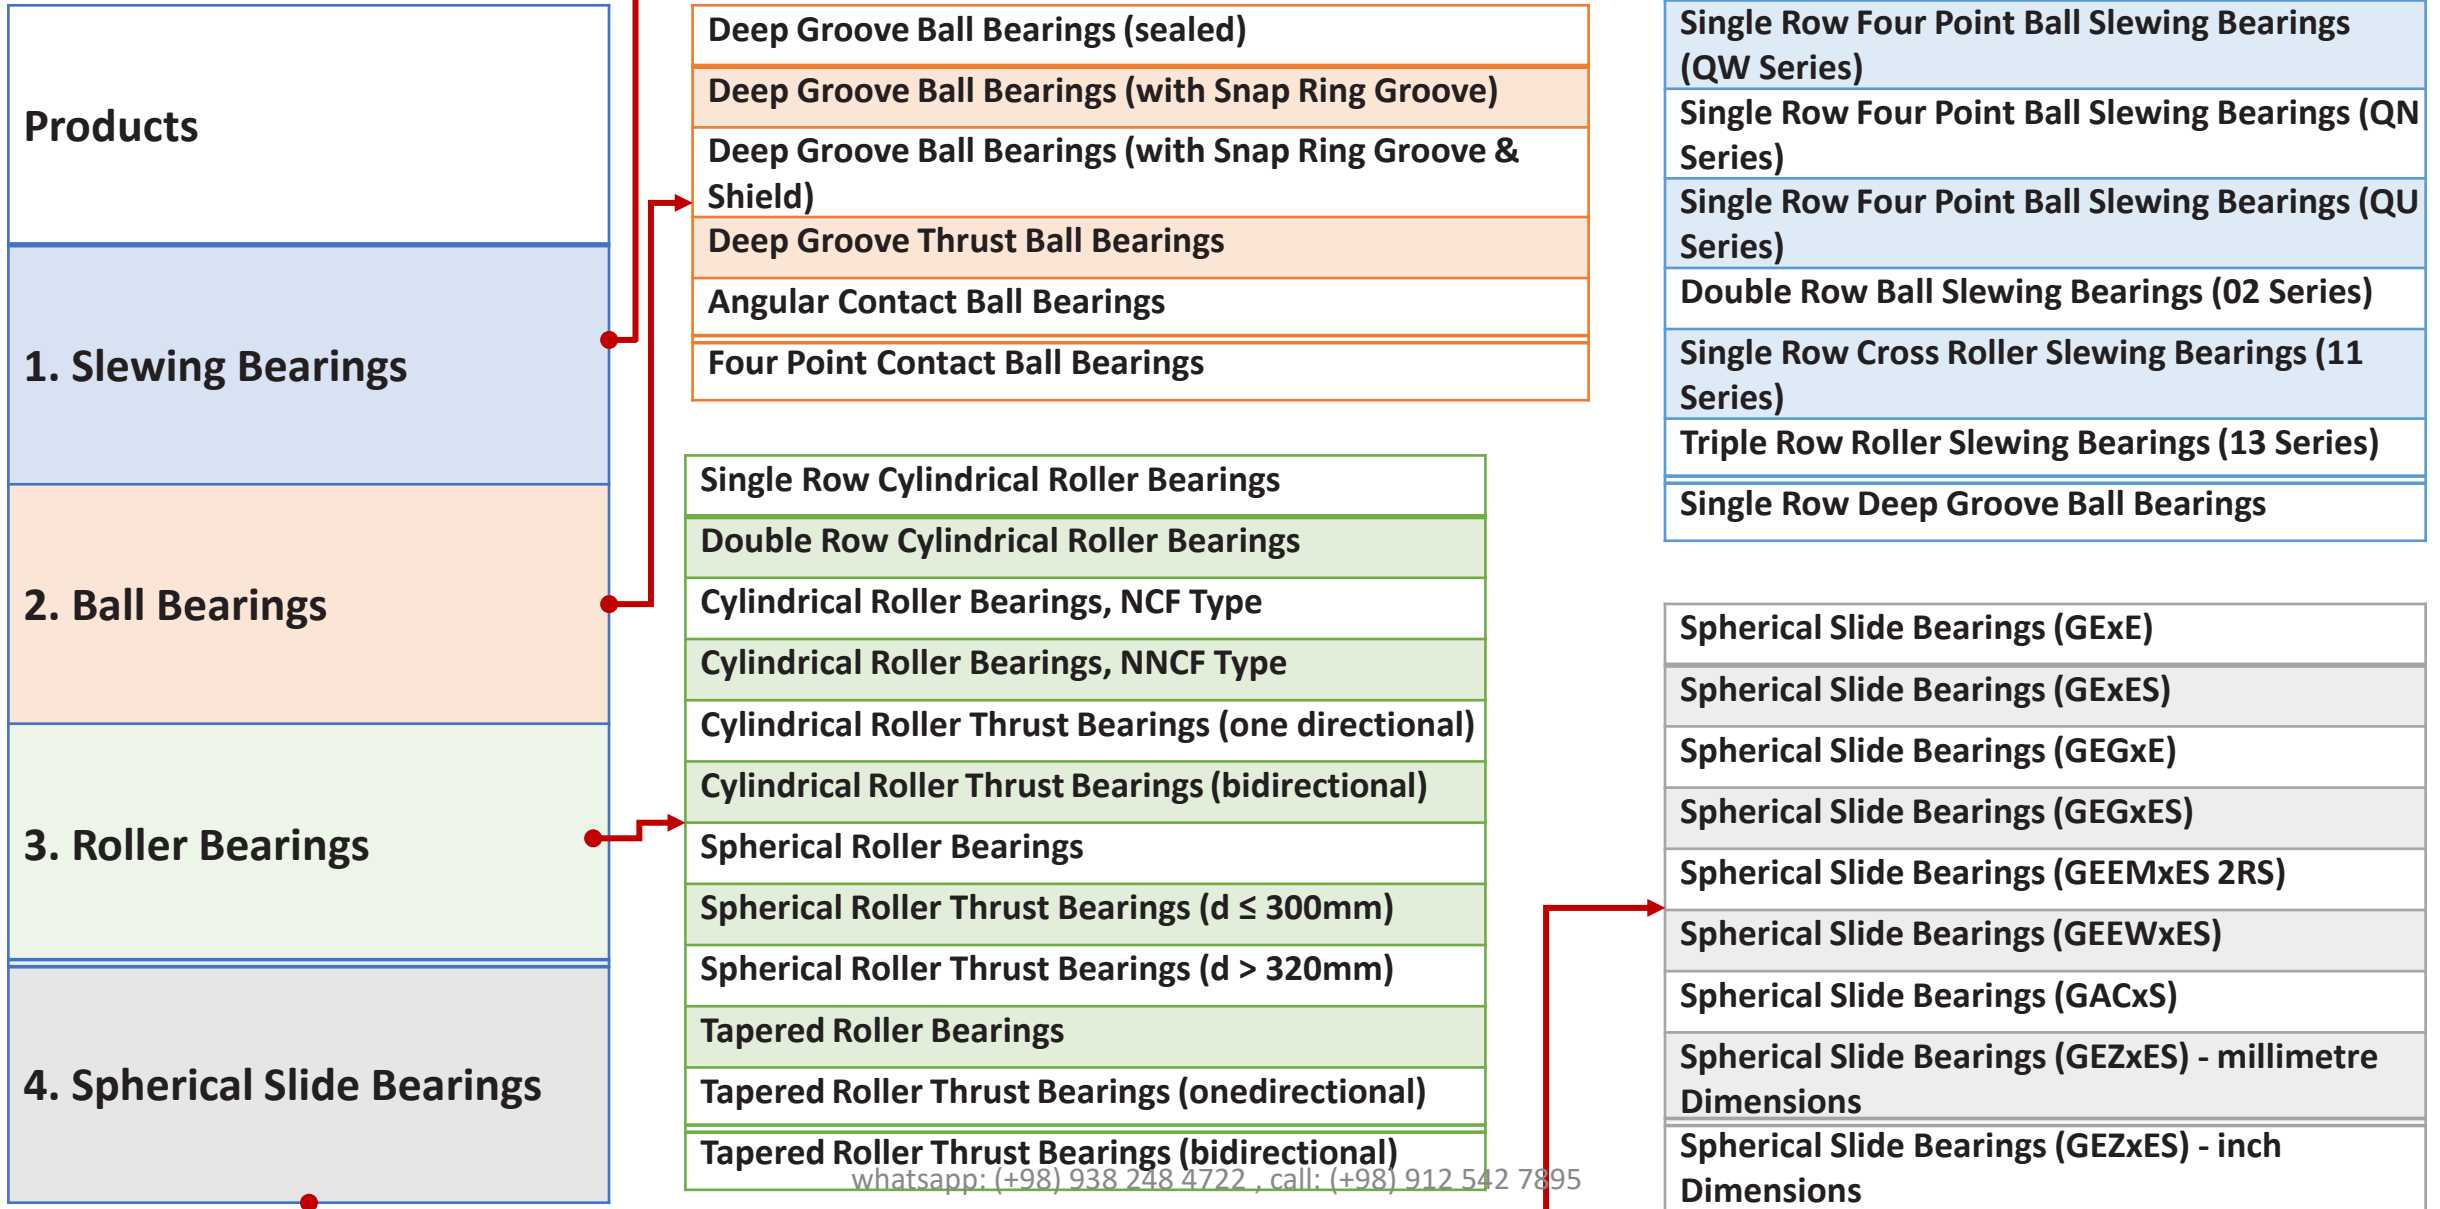 Products
1. Slewing Bearings
2. Ball Bearings
3. Roller Bearings
4. Spherical Slide Bearings
Deep Groove Ball Bearings (sealed)
Deep Groove Ball Bearings (with Snap Ring Groove)
Deep Groove Ball Bearings (with Snap Ring Groove &
Shield)
Deep Groove Thrust Ball Bearings
Angular Contact Ball Bearings
Four Point Contact Ball Bearings
Single Row Cylindrical Roller Bearings
Double Row Cylindrical Roller Bearings
Cylindrical Roller Bearings, NCF Type
Cylindrical Roller Bearings, NNCF Type
Cylindrical Roller Thrust Bearings (one directional)
Cylindrical Roller Thrust Bearings (bidirectional)
Spherical Roller Bearings
Spherical Roller Thrust Bearings (d ≤ 300mm)
Spherical Roller Thrust Bearings (d > 320mm)
Tapered Roller Bearings
Tapered Roller Thrust Bearings (onedirectional)
Tapered Roller Thrust Bearings (bidirectional)
whatsapp: (+98) 938 248 4722 , call: (+98) 912 542 7895
Single Row Four Point Ball Slewing Bearings
(QW Series)
Single Row Four Point Ball Slewing Bearings (QN
Series)
Single Row Four Point Ball Slewing Bearings (QU
Series)
Double Row Ball Slewing Bearings (02 Series)
Single Row Cross Roller Slewing Bearings (11
Series)
Triple Row Roller Slewing Bearings (13 Series)
Single Row Deep Groove Ball Bearings
Spherical Slide Bearings (GExE)
Spherical Slide Bearings (GExES)
Spherical Slide Bearings (GEGxE)
Spherical Slide Bearings (GEGxES)
Spherical Slide Bearings (GEEMxES 2RS)
Spherical Slide Bearings (GEEWxES)
Spherical Slide Bearings (GACxS)
Spherical Slide Bearings (GEZxES) - millimetre
Dimensions
Spherical Slide Bearings (GEZxES) - inch
Dimensions